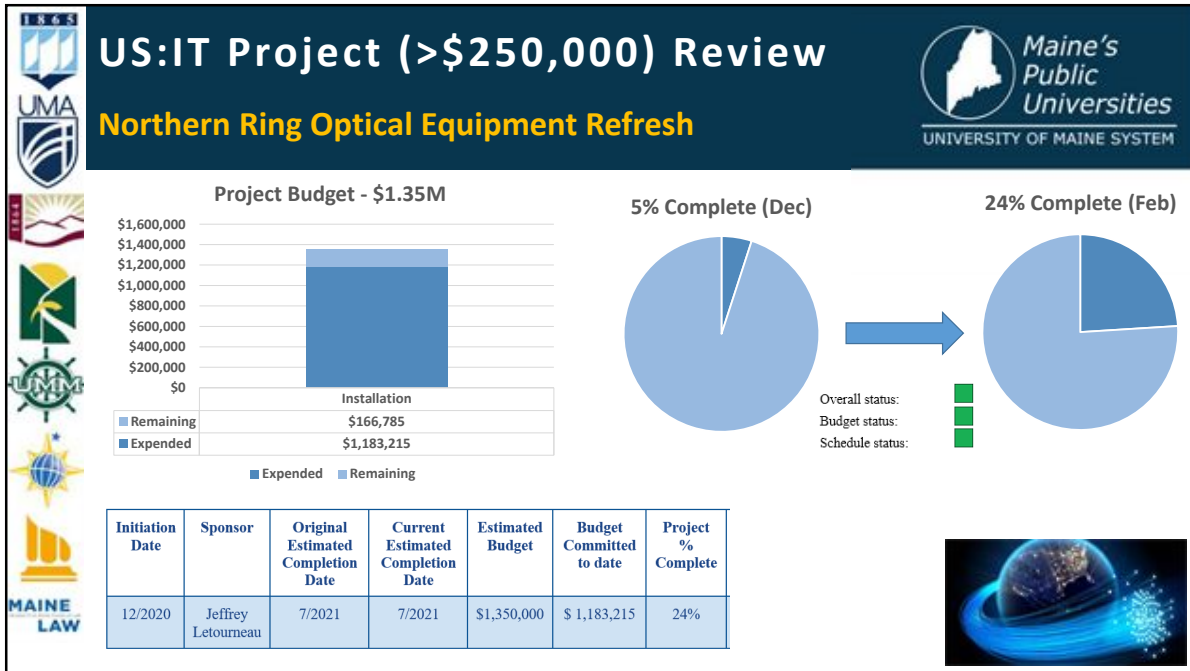 1865
US:IT Project (>$250,000) Review
Northern Ring Optical Equipment Refresh
Maine's
Public
Universities
UNIVERSITY OF MAINE SYSTEM
UMA
1864
UMM
MAINE
LAW
Project Budget - $1.35M
$1,600,000
$1,400,000
$1,200,000
$1,000,000
$800,000
$600,000
$400,000
$200,000
$0
Installation
Remaining $166,785
Expended $1,183,215
Expended Remaining
5% Complete (Dec)
24% Complete (Feb)
Overall status:
Budget status:
Schedule status:
Initiation Date Sponsor Original Estimated Completion Date Current Estimated Completion Date Estimated Budget Budget Committed to date Project % Complete
12/2020 Jeffrey Letourneau 7/2021 7/2021 $1,350,000 $ 1,183,215 24%